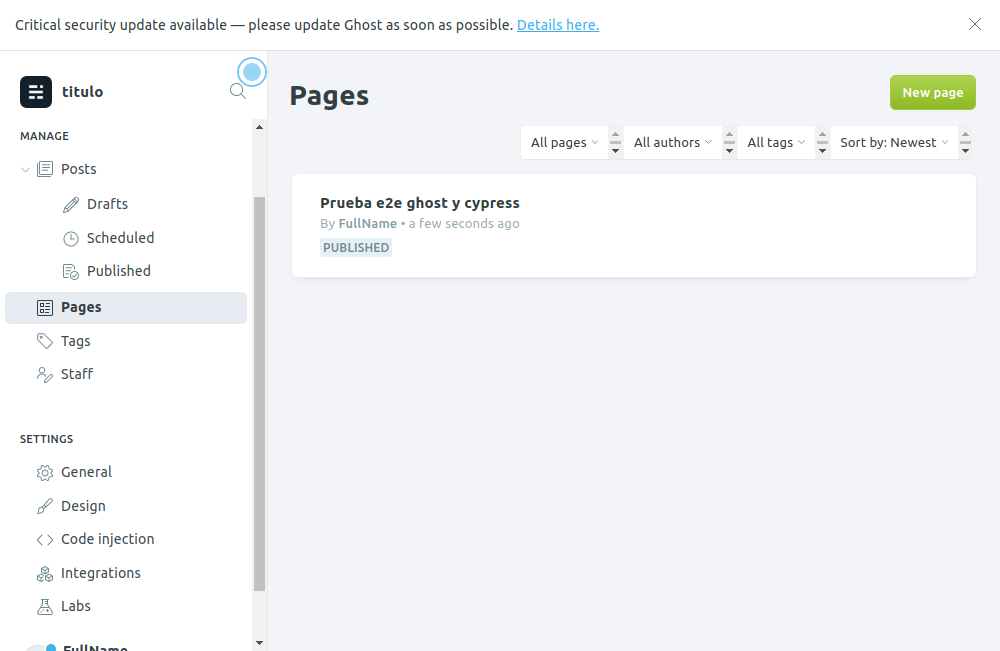 Critical security update available — please update Ghost as soon as possible. Details here.
titulo
MANAGE
Posts
Drafts
Scheduled
Published
Pages
Tags
Staff
SETTINGS
General
Design
Code injection
Integrations
Labs
FullName
Pages
New page
All pages
All authors
All tags
Sort by: Newest
Prueba e2e ghost y cypress
By FullName • a few seconds ago
PUBLISHED